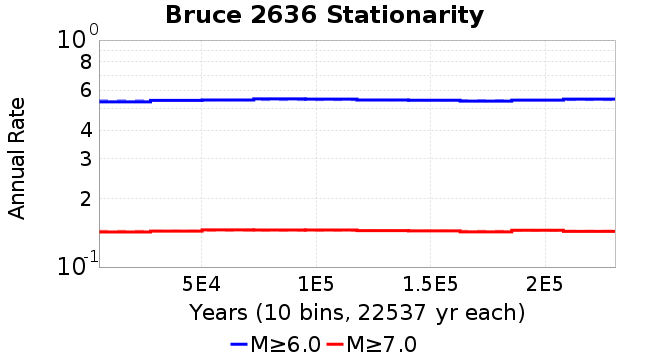 Bruce 2636 Stationarity
Annual Rate
10^0
8
6
4
3
2
10^-1
5E4 1E5 1.5E5 2E5
Years (10 bins, 22537 yr each)
M≥6.0 M≥7.0